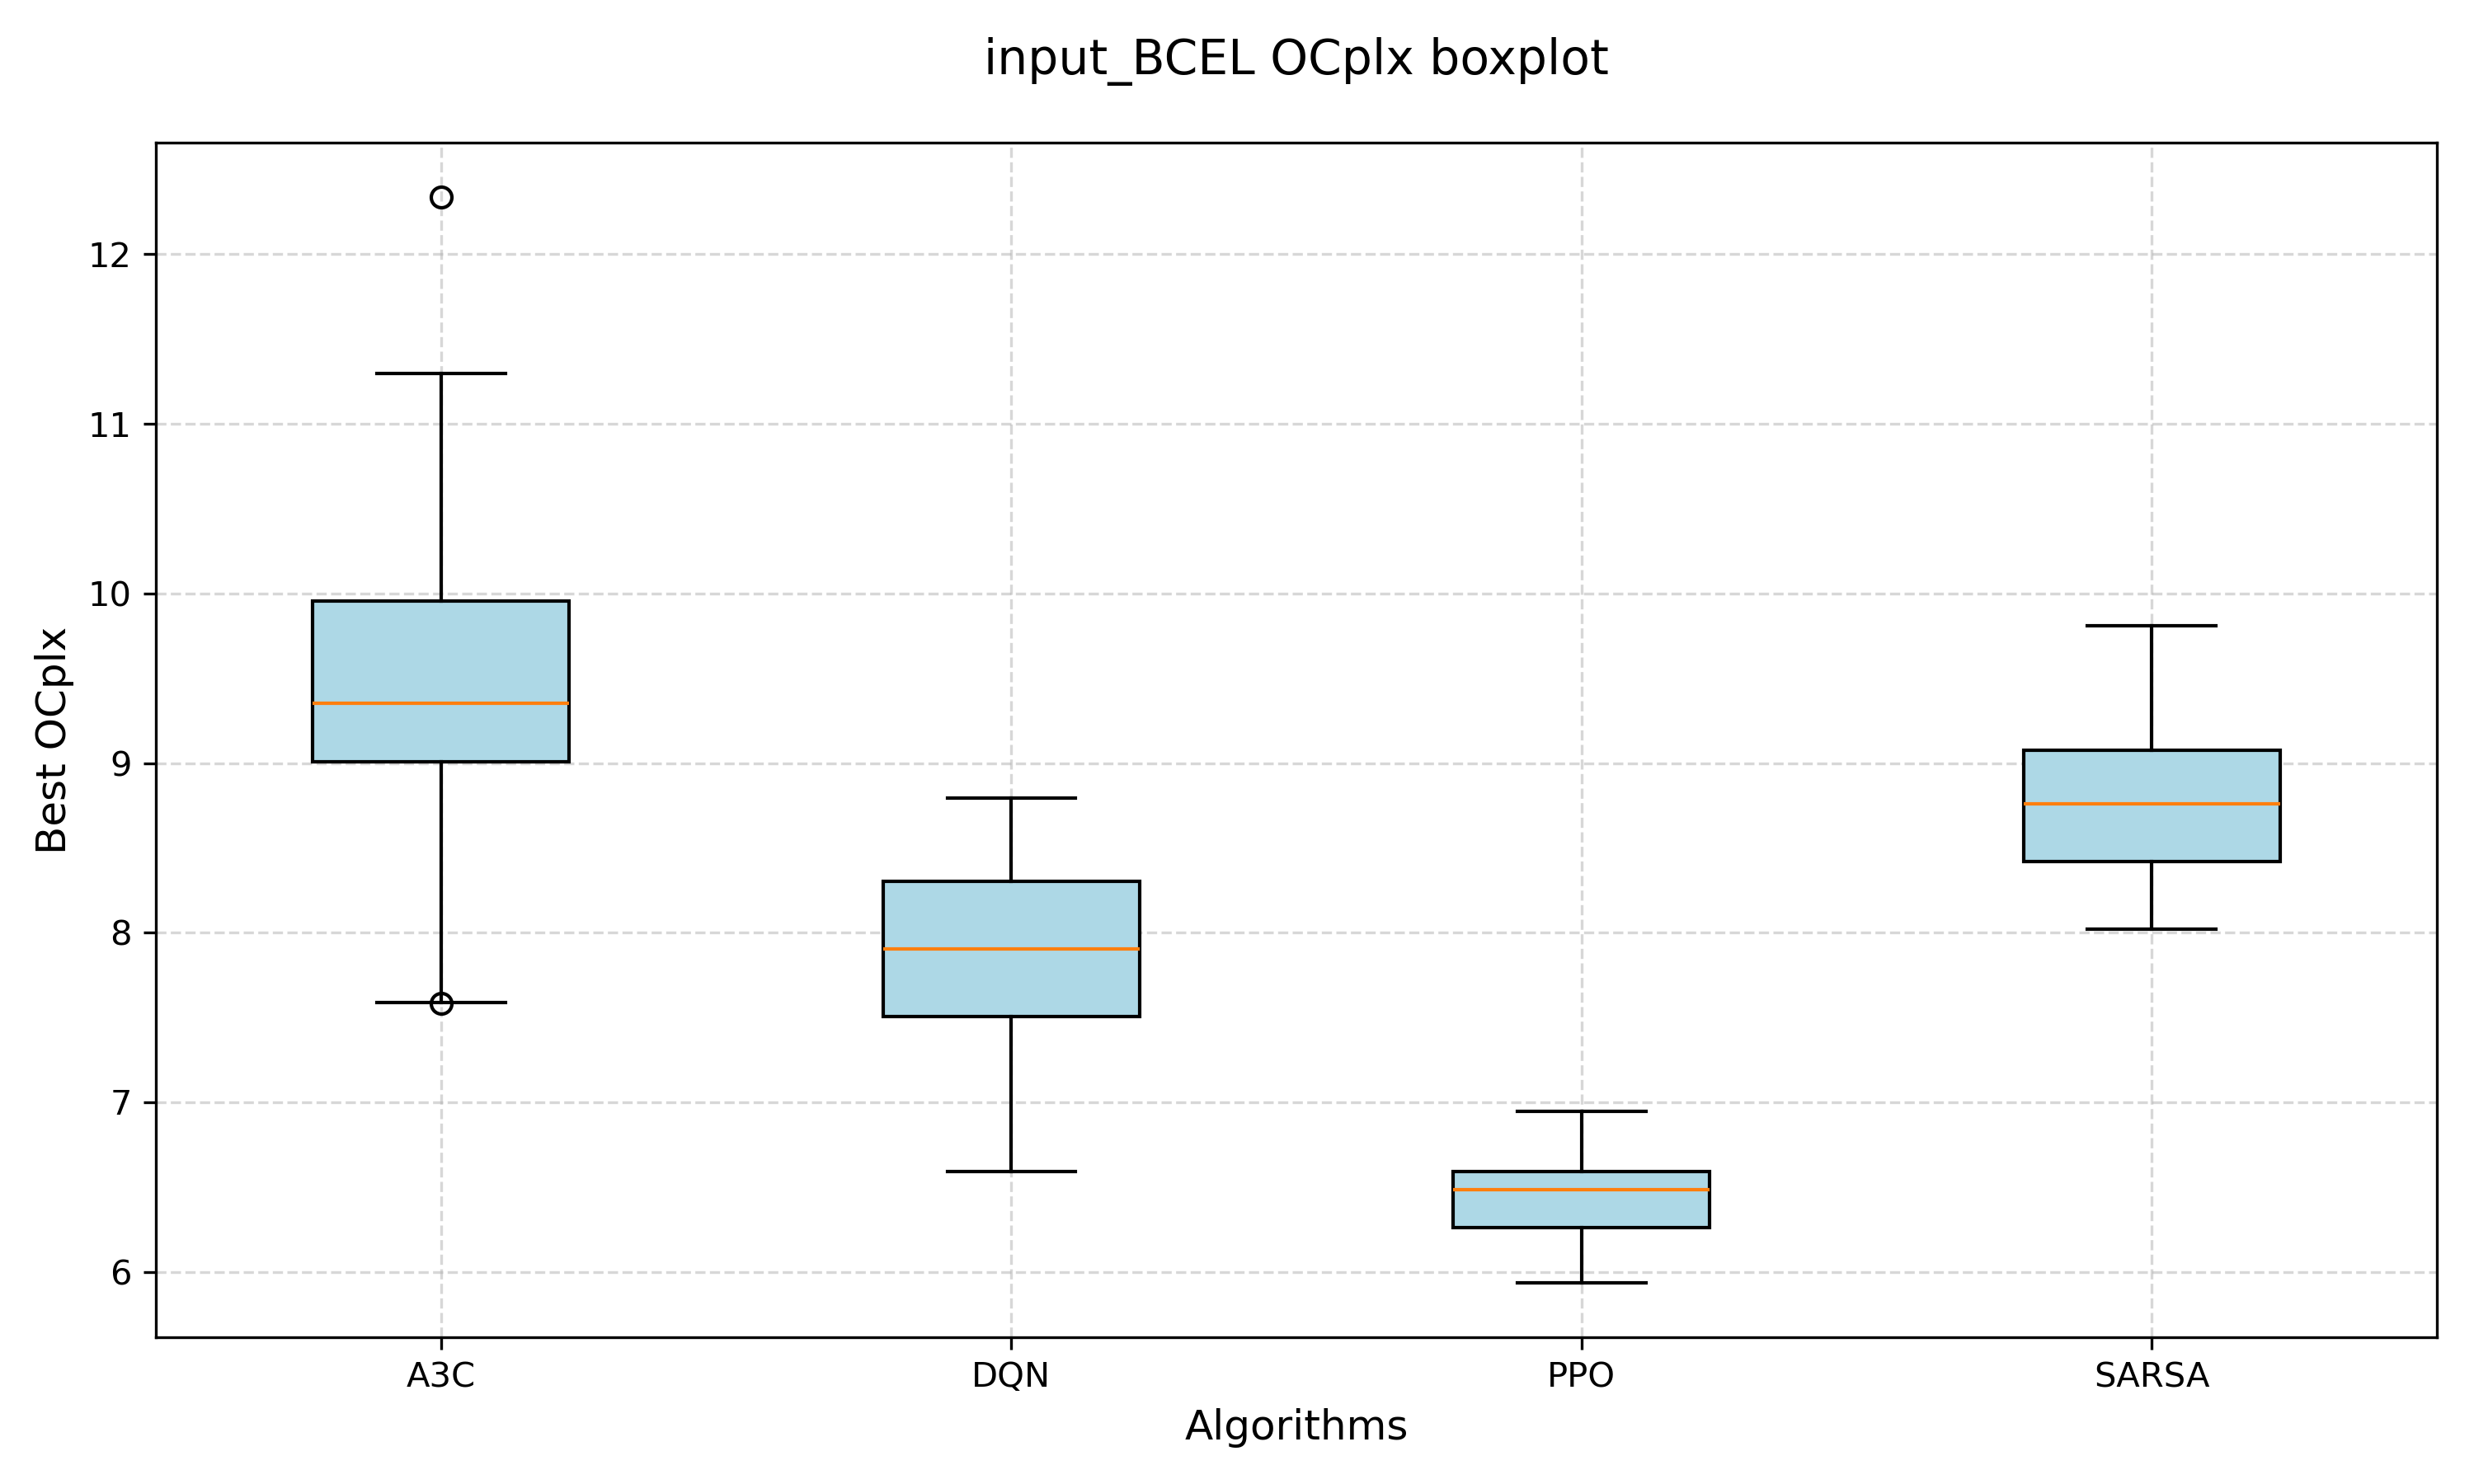 input_BCEL OCplx boxplot
Best OCplx
12
11
10
9
8
7
6
A3C DQN PPO SARSA
Algorithms